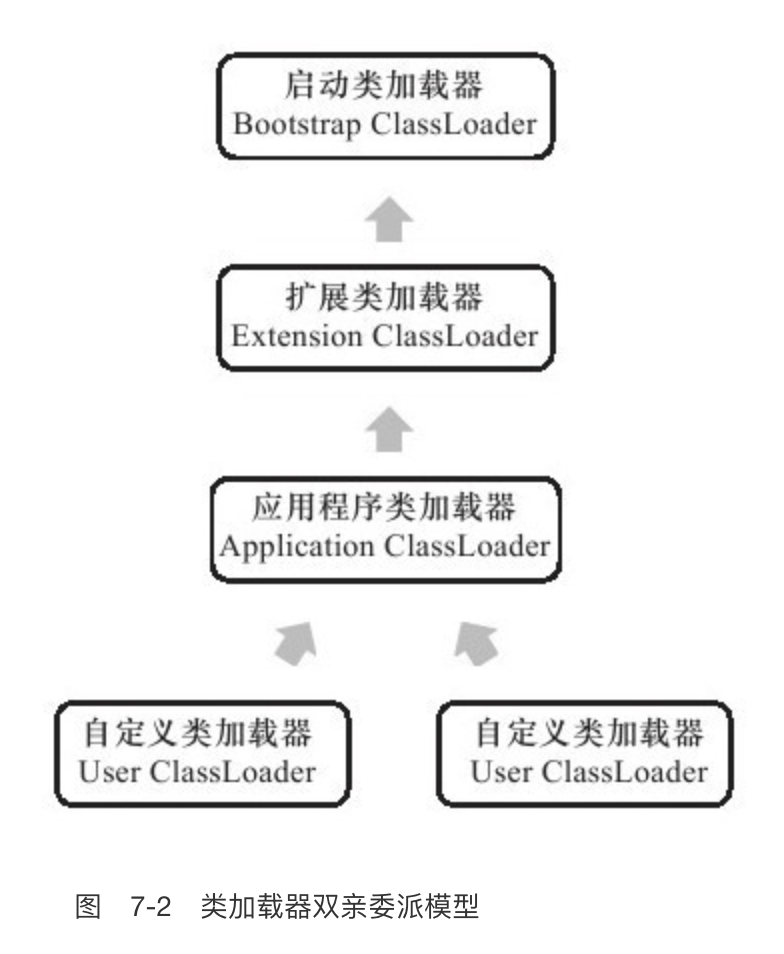 启动类加载器
Bootstrap ClassLoader
扩展类加载器
Extension ClassLoader
应用程序类加载器
Application ClassLoader
自定义类加载器
User ClassLoader
自定义类加载器
User ClassLoader
图 7-2 类加载器双亲委派模型